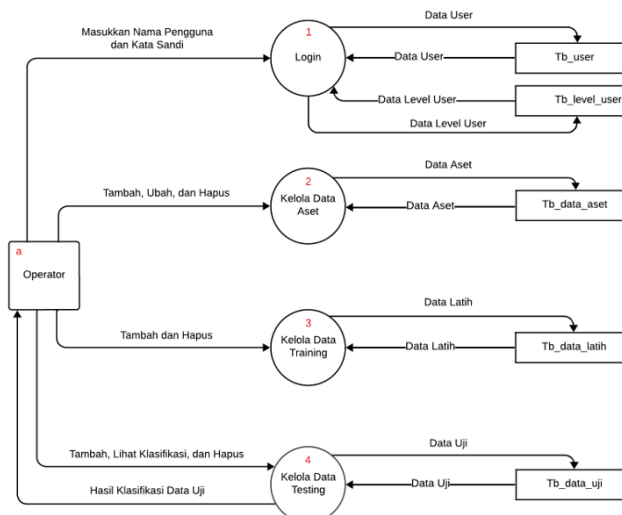 Masukkan Nama Pengguna
dan Kata Sandi
1
Login
Data User
Data User
Tb_user
Data Level User
Tb_level_user
Data Level User
Tambah, Ubah, dan Hapus
2
Kelola Data
Aset
Data Aset
Data Aset
Tb_data_aset
a
Operator
Tambah dan Hapus
3
Kelola Data
Training
Data Latih
Data Latih
Tb_data_latih
Tambah, Lihat Klasifikasi, dan Hapus
Hasil Klasifikasi Data Uji
4
Kelola Data
Testing
Data Uji
Data Uji
Tb_data_uji